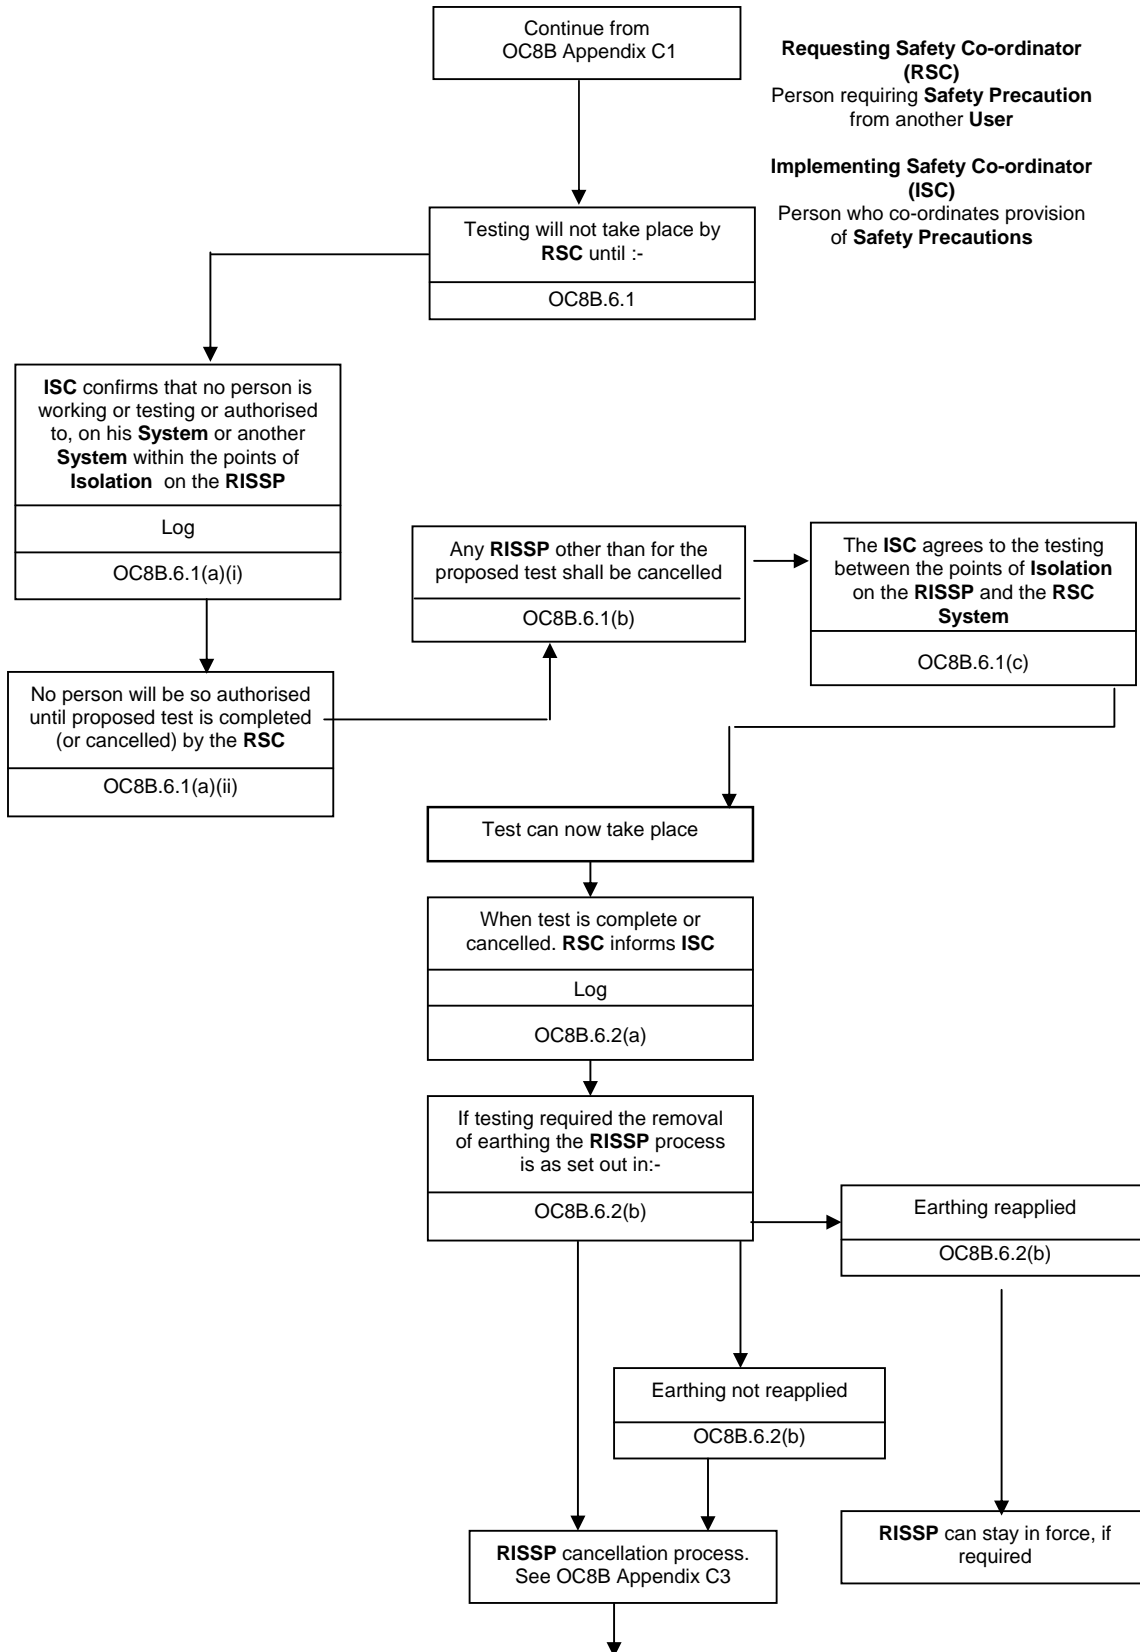 Continue from
OC8B Appendix C1
Requesting Safety Co-ordinator
(RSC)
Person requiring Safety Precaution
from another User
Implementing Safety Co-ordinator
(ISC)
Person who co-ordinates provision
of Safety Precautions
Testing will not take place by
RSC until :-
OC8B.6.1
ISC confirms that no person is
working or testing or authorised
to, on his System or another
System within the points of
Isolation on the RISSP
Log
OC8B.6.1(a)(i)
No person will be so authorised
until proposed test is completed
(or cancelled) by the RSC
OC8B.6.1(a)(ii)
Any RISSP other than for the
proposed test shall be cancelled
OC8B.6.1(b)
The ISC agrees to the testing
between the points of Isolation
on the RISSP and the RSC
System
OC8B.6.1(c)
Test can now take place
When test is complete or
cancelled. RSC informs ISC
Log
OC8B.6.2(a)
If testing required the removal
of earthing the RISSP process
is as set out in:-
OC8B.6.2(b)
Earthing reapplied
OC8B.6.2(b)
Earthing not reapplied
OC8B.6.2(b)
RISSP can stay in force, if
required
RISSP cancellation process.
See OC8B Appendix C3